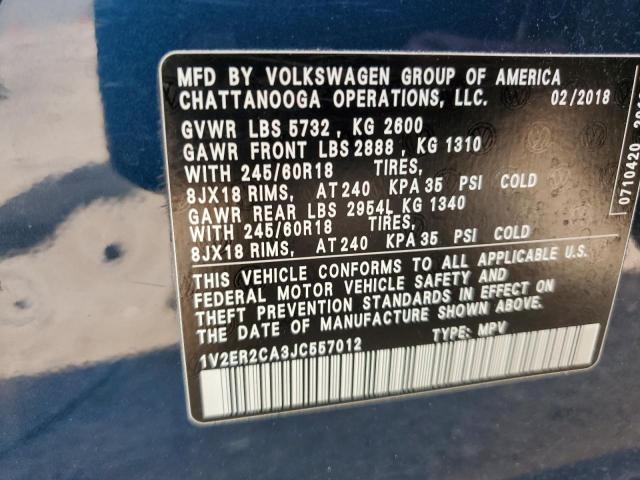 MFD BY VOLKSWAGEN GROUP OF AMERICA
CHATTANOOGA OPERATIONS, LLC. 02/2018
GVWR LBS 5732 , KG 2600
GAWR FRONT LBS 2888 , KG 1310
WITH 245/60R18 TIRES,
8JX18 RIMS, AT 240 KPA 35 PSI COLD
GAWR REAR LBS 2954L KG 1340
WITH 245/60R18 TIRES,
8JX18 RIMS, AT 240 KPA 35 PSI COLD
THIS VEHICLE CONFORMS TO ALL APPLICABLE U.S.
FEDERAL MOTOR VEHICLE SAFETY AND
THEFT PREVENTION STANDARDS IN EFFECT ON
THE DATE OF MANUFACTURE SHOWN ABOVE.
1V2ER2CA3JC557012 TYPE: MPV
0710420